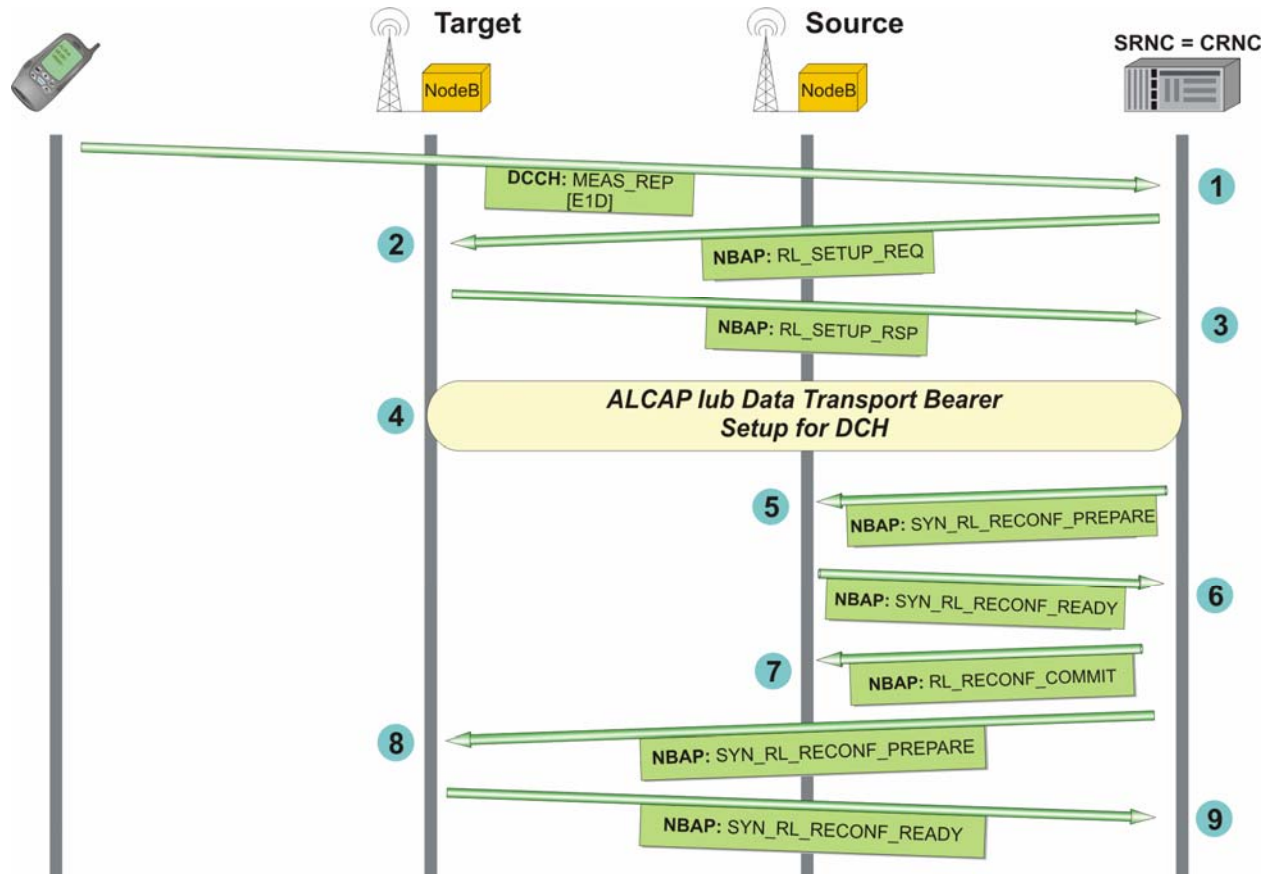 Target
Source
SRNC = CRNC
NodeB
NodeB
DCCH: MEAS_REP
[E1D]
1
2
NBAP: RL_SETUP_REQ
NBAP: RL_SETUP_RSP
3
4
ALCAP Iub Data Transport Bearer
Setup for DCH
5
NBAP: SYN_RL_RECONF_PREPARE
NBAP: SYN_RL_RECONF_READY
6
7
NBAP: RL_RECONF_COMMIT
8
NBAP: SYN_RL_RECONF_PREPARE
NBAP: SYN_RL_RECONF_READY
9